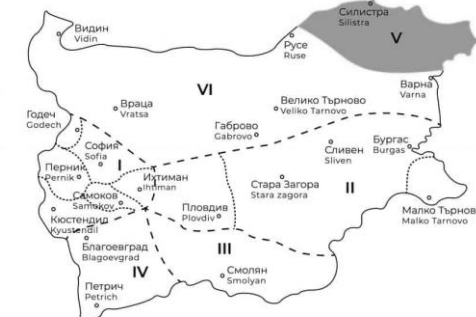 Силистра
Silistra
V
Видин
Vidin
Русе
Ruse
VI
Варна
Varna
Враца
Vratsa
Велико Търново
Veliko Tarnovo
Годеч
Godech
Габрово
Gabrovo
София
Sofia
I
Сливен
Sliven
Бургас
Burgas
Перник
Pernik
Ихтиман
Ihtiman
Стара Загора
Stara zagora
II
Самоков
Samokov
Пловдив
Plovdiv
Малко Търнов
Malko Tarnovo
Кюстендил
Kyustendil
Благоевград
Blagoevgrad
III
IV
Смолян
Smolyan
Петрич
Petrich